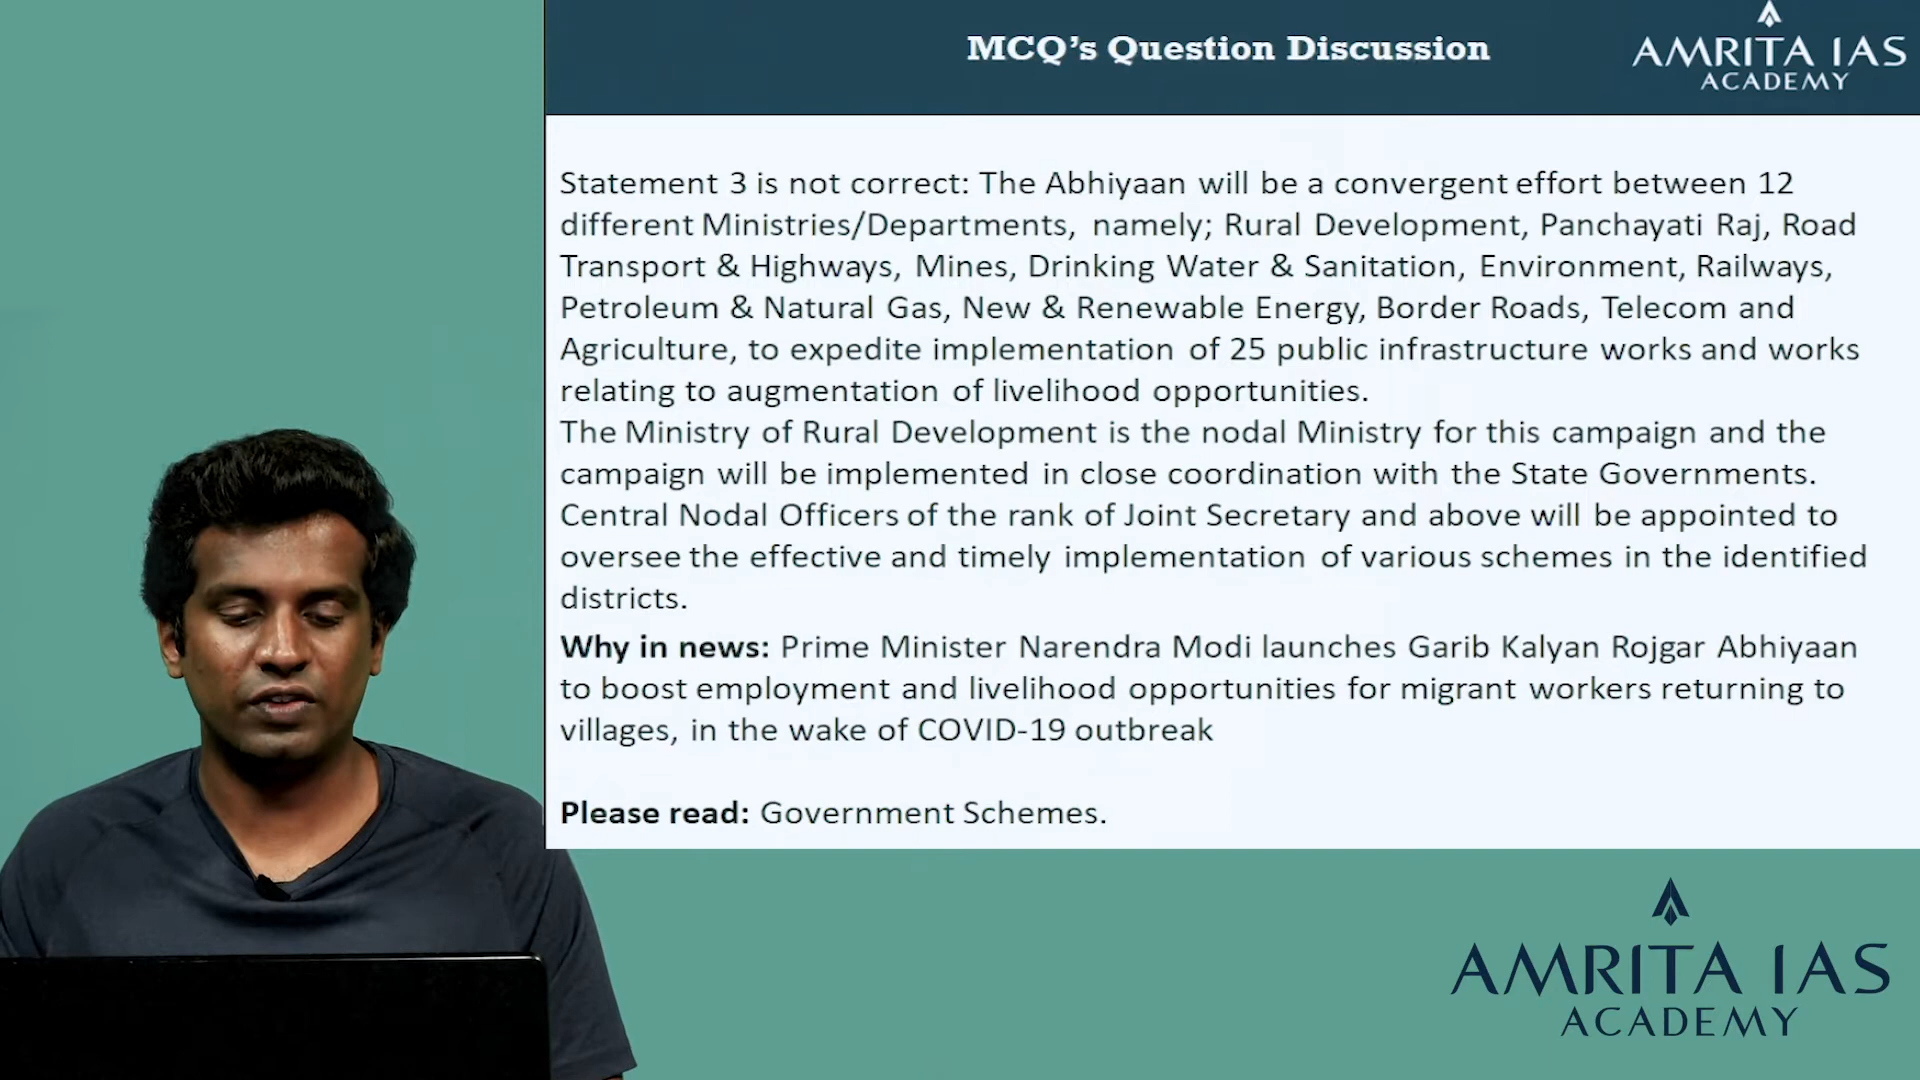 MCQ's Question Discussion
AMRITA IAS
ACADEMY
Statement 3 is not correct: The Abhiyaan will be a convergent effort between 12
different Ministries/Departments, namely; Rural Development, Panchayati Raj, Road
Transport & Highways, Mines, Drinking Water & Sanitation, Environment, Railways,
Petroleum & Natural Gas, New & Renewable Energy, Border Roads, Telecom and
Agriculture, to expedite implementation of 25 public infrastructure works and works
relating to augmentation of livelihood opportunities.
The Ministry of Rural Development is the nodal Ministry for this campaign and the
campaign will be implemented in close coordination with the State Governments.
Central Nodal Officers of the rank of Joint Secretary and above will be appointed to
oversee the effective and timely implementation of various schemes in the identified
districts.
Why in news: Prime Minister Narendra Modi launches Garib Kalyan Rojgar Abhiyaan
to boost employment and livelihood opportunities for migrant workers returning to
villages, in the wake of COVID-19 outbreak
Please read: Government Schemes.
AMRITA IAS
ACADEMY